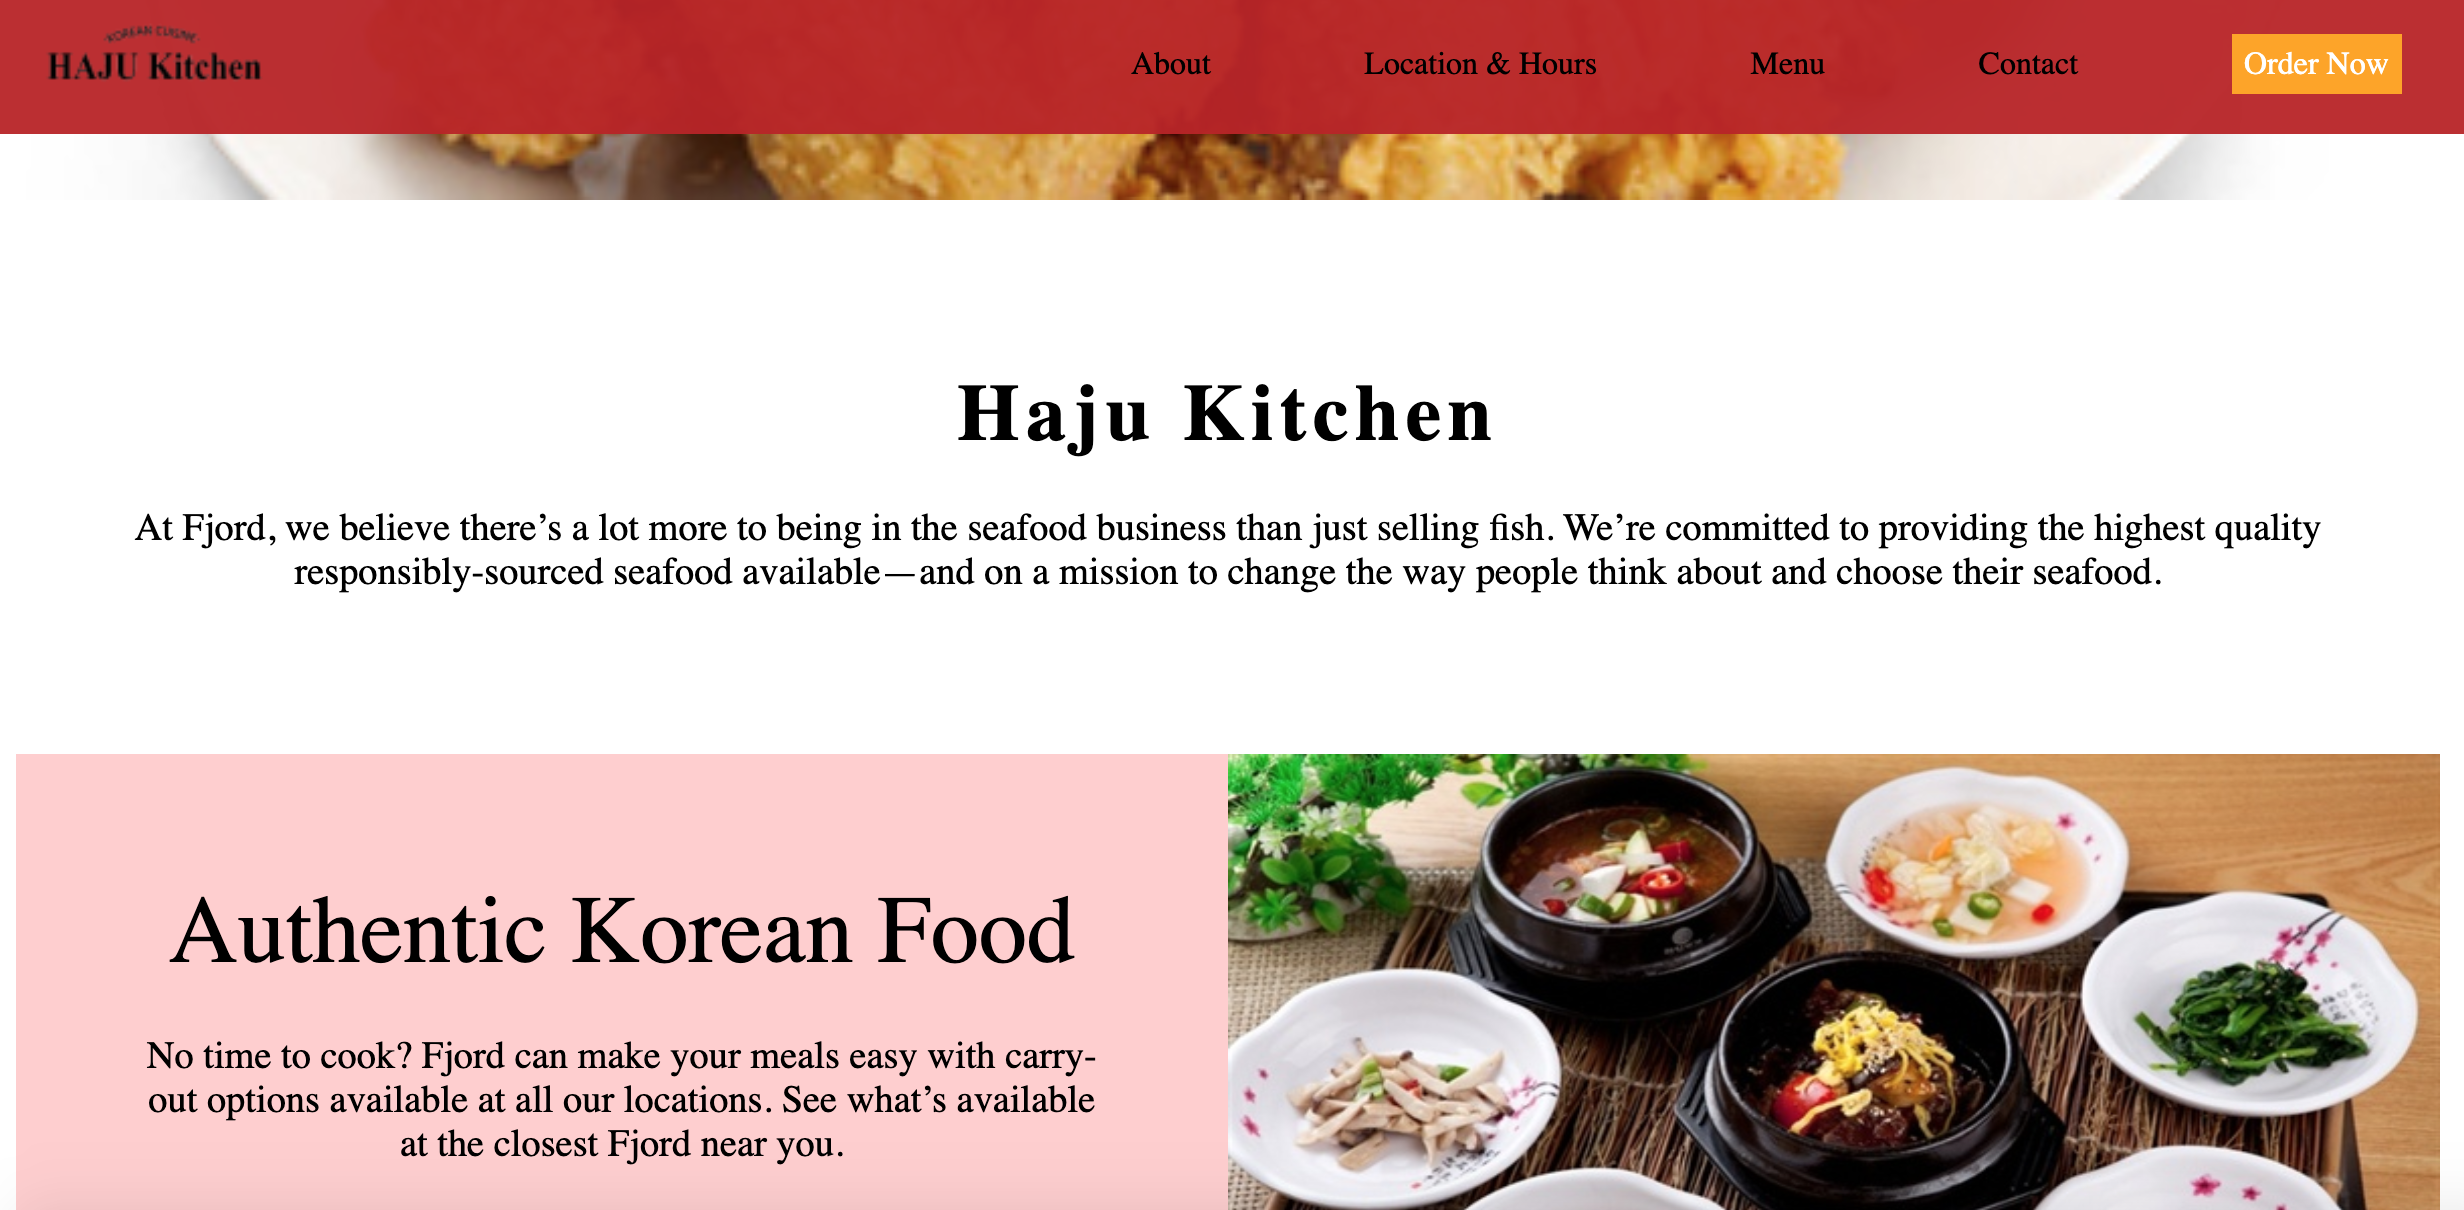 KOREAN CUISINE
HAJU Kitchen
About
Location & Hours
Menu
Contact
Order Now
Haju Kitchen
At Fjord, we believe there’s a lot more to being in the seafood business than just selling fish. We’re committed to providing the highest quality
responsibly-sourced seafood available—and on a mission to change the way people think about and choose their seafood.
Authentic Korean Food
No time to cook? Fjord can make your meals easy with carry-
out options available at all our locations. See what’s available
at the closest Fjord near you.